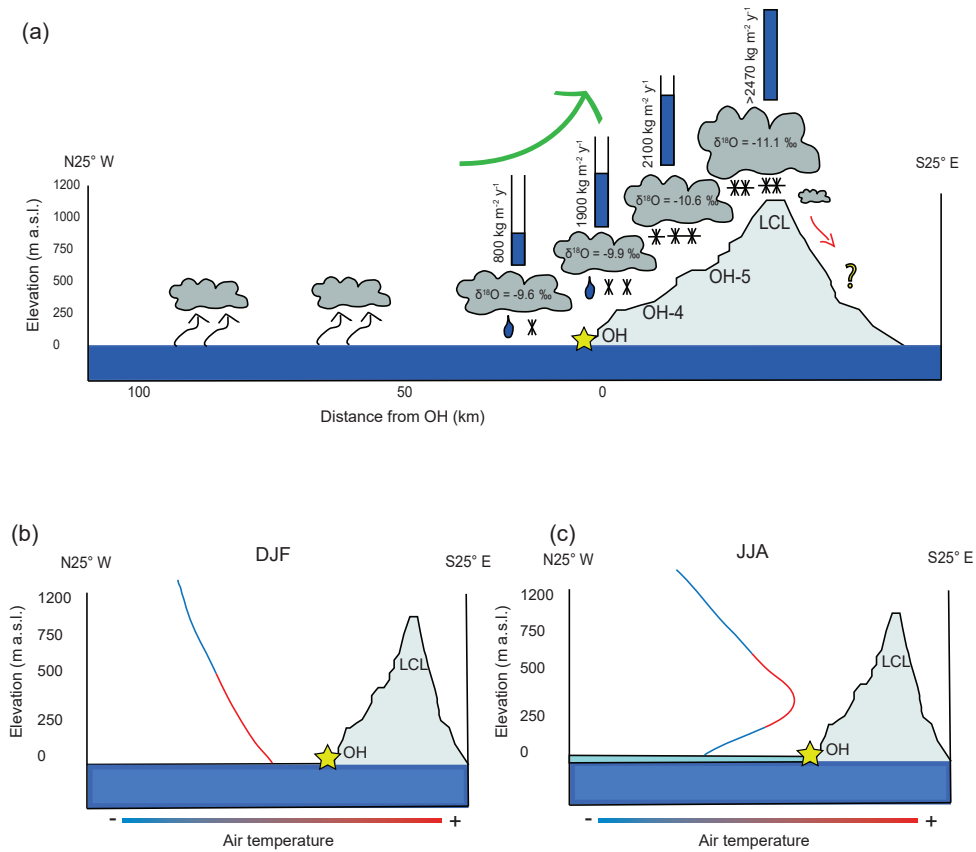 (a)
>2470 kg m⁻² y⁻¹
2100 kg m⁻² y⁻¹
1900 kg m⁻² y⁻¹
800 kg m⁻² y⁻¹
N25° W
S25° E
δ¹⁸O = -11.1 ‰
δ¹⁸O = -10.6 ‰
δ¹⁸O = -9.9 ‰
δ¹⁸O = -9.6 ‰
Elevation (m a.s.l.)
1200
1000
750
500
250
0
LCL
OH-5
OH-4
OH
?
100
50
0
Distance from OH (km)
(b)
DJF
N25° W
S25° E
Elevation (m a.s.l.)
1200
750
500
250
0
LCL
OH
- +
Air temperature
(c)
JJA
N25° W
S25° E
Elevation (m a.s.l.)
1200
750
500
250
0
LCL
OH
- +
Air temperature